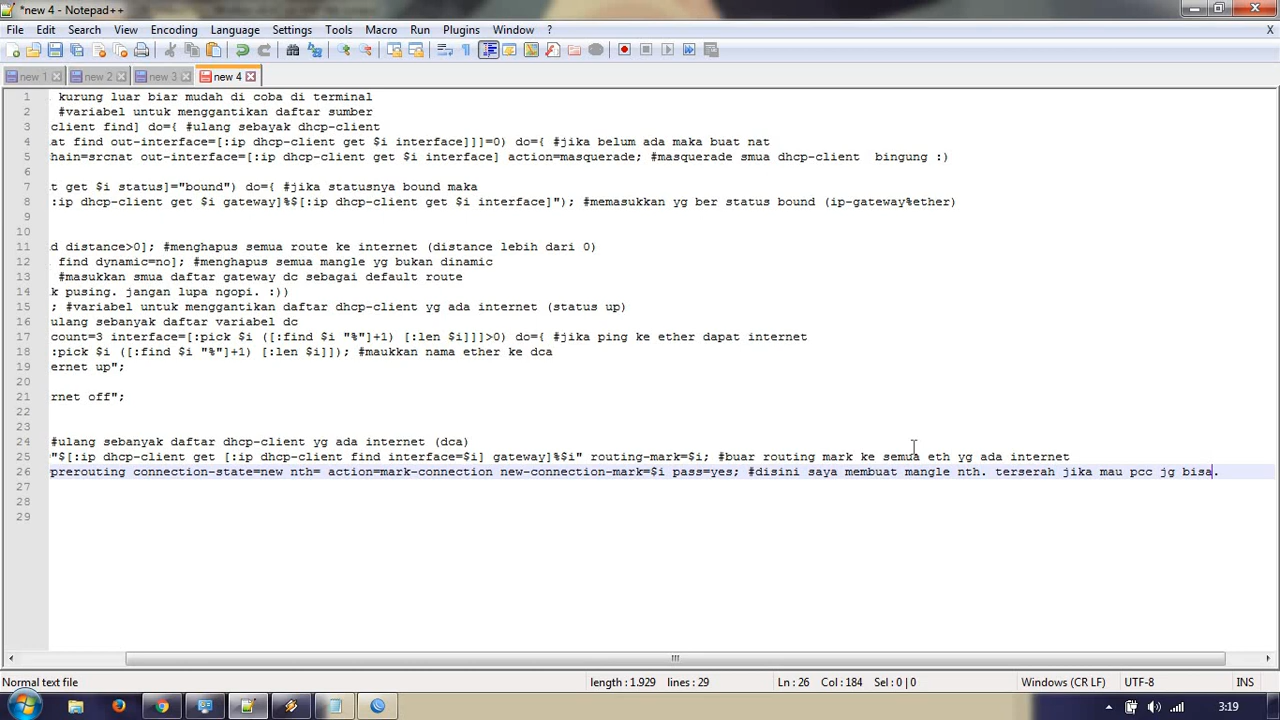 *new 4 - Notepad++
File Edit Search View Encoding Language Settings Tools Macro Run Plugins Window ? X
new 1 new 2 new 3 new 4
1 kurung luar biar mudah di coba di terminal
2 #variabel untuk menggantikan daftar sumber
3 client find] do={ #ulang sebayak dhcp-client
4 at find out-interface=[:ip dhcp-client get $i interface]]]=0) do={ #jika belum ada maka buat nat
5 hain=srcnat out-interface=[:ip dhcp-client get $i interface] action=masquerade; #masquerade smua dhcp-client  bingung :)
6
7 t get $i status]="bound") do={ #jika statusnya bound maka
8 :ip dhcp-client get $i gateway]%$[:ip dhcp-client get $i interface]"); #memasukkan yg ber status bound (ip-gateway%ether)
9
10
11 d distance>0]; #menghapus semua route ke internet (distance lebih dari 0)
12 find dynamic=no]; #menghapus semua mangle yg bukan dinamic
13 #masukkan smua daftar gateway dc sebagai default route
14 k pusing. jangan lupa ngopi. :))
15 ; #variabel untuk menggantikan daftar dhcp-client yg ada internet (status up)
16 ulang sebanyak daftar variabel dc
17 count=3 interface=[:pick $i ([:find $i "%"]+1) [:len $i]]]>0) do={ #jika ping ke ether dapat internet
18 :pick $i ([:find $i "%"]+1) [:len $i]]); #maukkan nama ether ke dca
19 ernet up";
20
21 rnet off";
22
23
24 #ulang sebanyak daftar dhcp-client yg ada internet (dca)
25 "$[:ip dhcp-client get [:ip dhcp-client find interface=$i] gateway]%$i" routing-mark=$i; #buar routing mark ke semua eth yg ada internet
26 prerouting connection-state=new nth= action=mark-connection new-connection-mark=$i pass=yes; #disini saya membuat mangle nth. terserah jika mau pcc jg bisa.
27
28
29
Normal text file length : 1.929 lines : 29 Ln : 26 Col : 184 Sel : 0 | 0 Windows (CR LF) UTF-8 INS
3:19